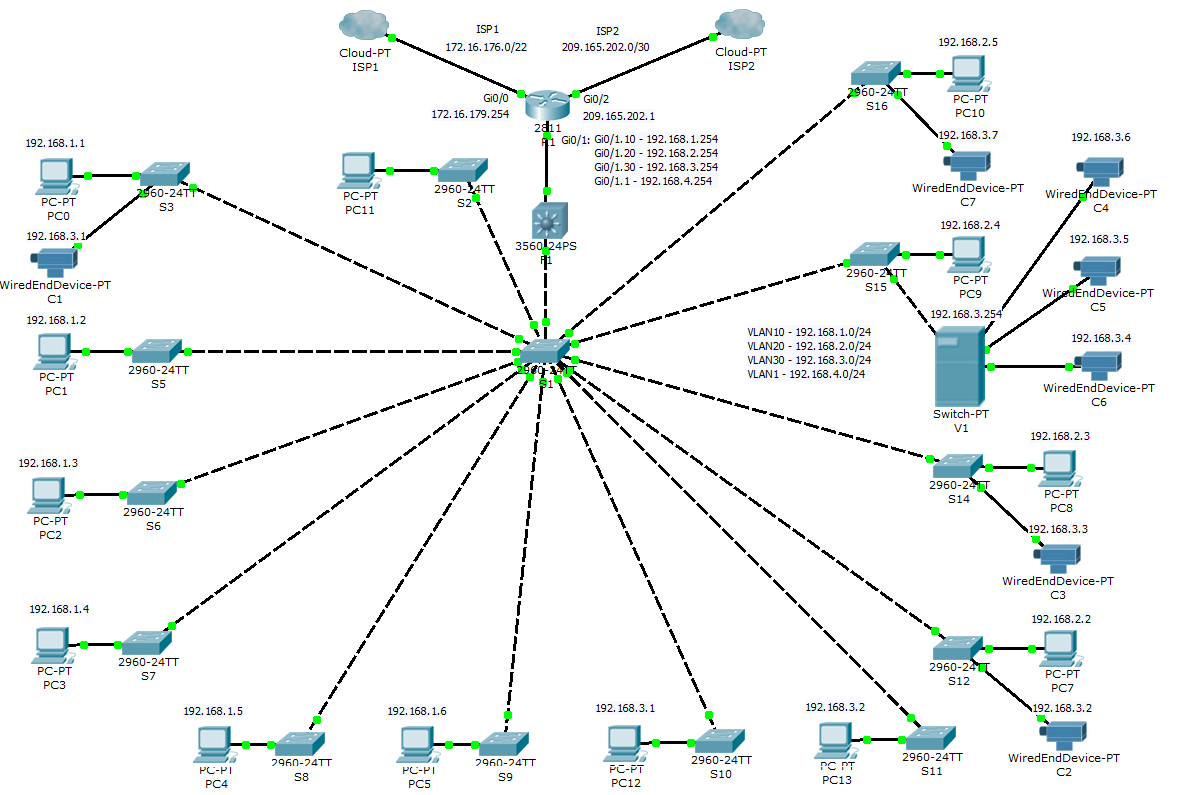 ISP1
172.16.176.0/22
ISP2
209.165.202.0/30
Cloud-PT
ISP1
Cloud-PT
ISP2
Gi0/0
172.16.179.254
Gi0/2
209.165.202.1
2811
R1
Gi0/1: Gi0/1.10 - 192.168.1.254
Gi0/1.20 - 192.168.2.254
Gi0/1.30 - 192.168.3.254
Gi0/1.1 - 192.168.4.254
3560-24PS
F1
PC-PT
PC11
2960-24TT
S2
192.168.1.1
PC-PT
PC0
2960-24TT
S3
192.168.3.1
WiredEndDevice-PT
C1
192.168.1.2
PC-PT
PC1
2960-24TT
S5
2960-24TT
S1
192.168.1.3
PC-PT
PC2
2960-24TT
S6
192.168.1.4
PC-PT
PC3
2960-24TT
S7
192.168.1.5
PC-PT
PC4
2960-24TT
S8
192.168.1.6
PC-PT
PC5
2960-24TT
S9
192.168.3.1
PC-PT
PC12
2960-24TT
S10
192.168.3.2
PC-PT
PC13
2960-24TT
S11
192.168.2.5
2960-24TT
S16
PC-PT
PC10
192.168.3.7
WiredEndDevice-PT
C7
192.168.3.6
WiredEndDevice-PT
C4
192.168.2.4
2960-24TT
S15
PC-PT
PC9
192.168.3.5
WiredEndDevice-PT
C5
192.168.3.254
Switch-PT
V1
192.168.3.4
WiredEndDevice-PT
C6
VLAN10 - 192.168.1.0/24
VLAN20 - 192.168.2.0/24
VLAN30 - 192.168.3.0/24
VLAN1 - 192.168.4.0/24
192.168.2.3
2960-24TT
S14
PC-PT
PC8
192.168.3.3
WiredEndDevice-PT
C3
192.168.2.2
2960-24TT
S12
PC-PT
PC7
192.168.3.2
WiredEndDevice-PT
C2